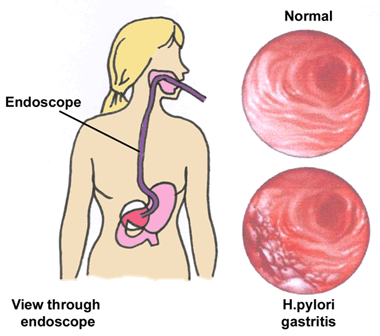 Normal
Endoscope
View through
endoscope
H.pylori
gastritis